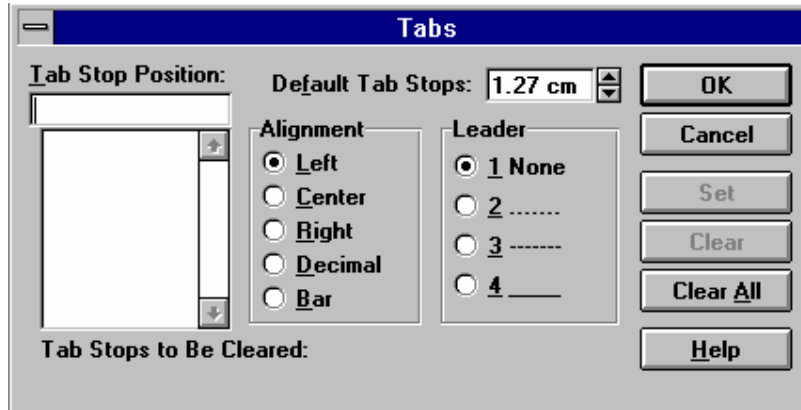 Tabs
Tab Stop Position:
Default Tab Stops: 1.27 cm
OK
Cancel
Alignment
Left
Center
Right
Decimal
Bar
Leader
1 None
2 .......
3 -------
4 ____
Set
Clear
Clear All
Help
Tab Stops to Be Cleared: